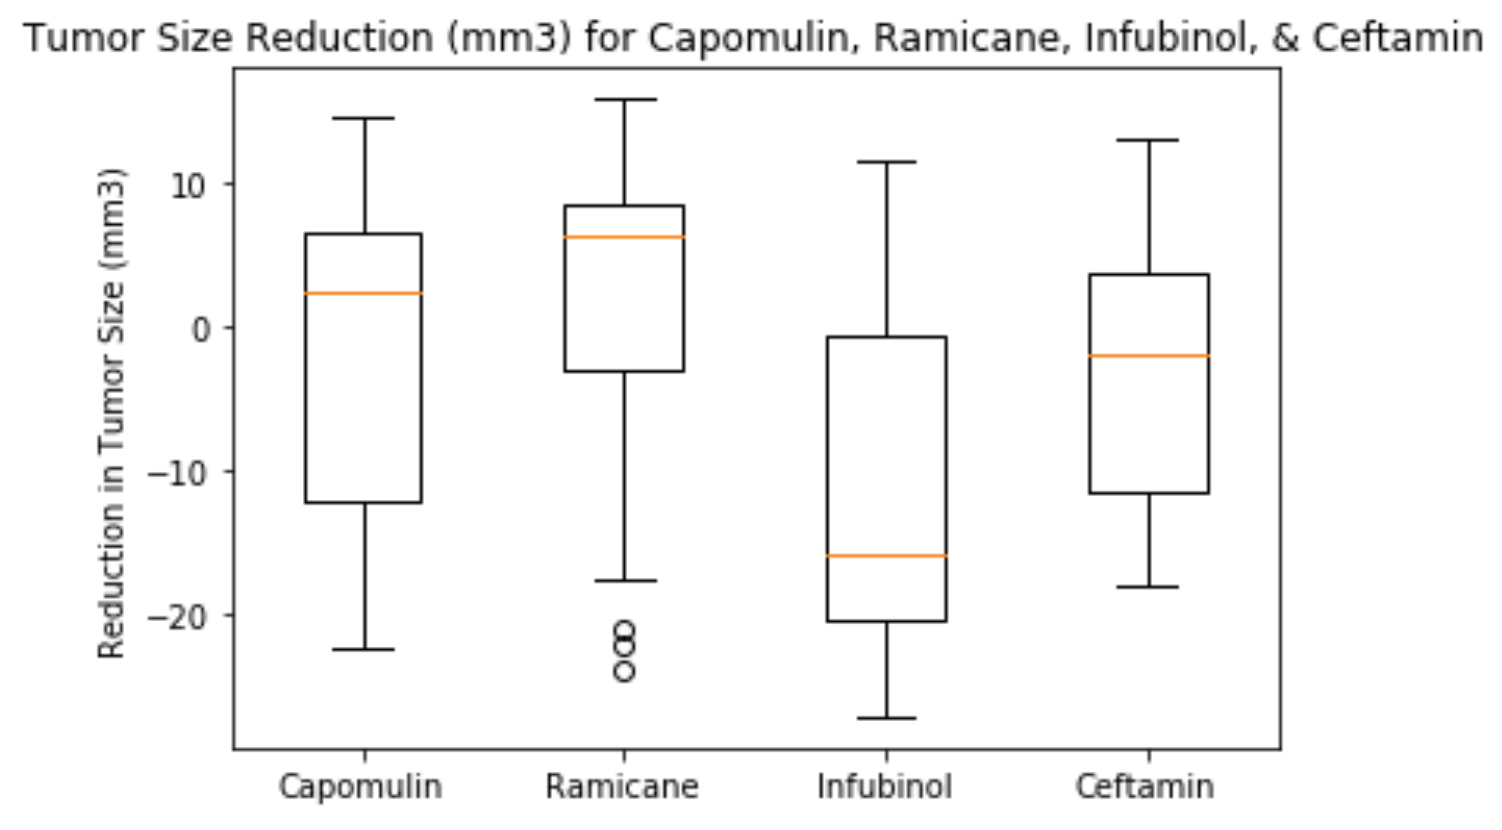 Tumor Size Reduction (mm3) for Capomulin, Ramicane, Infubinol, & Ceftamin
Reduction in Tumor Size (mm3)
10
0
−10
−20
Capomulin Ramicane Infubinol Ceftamin